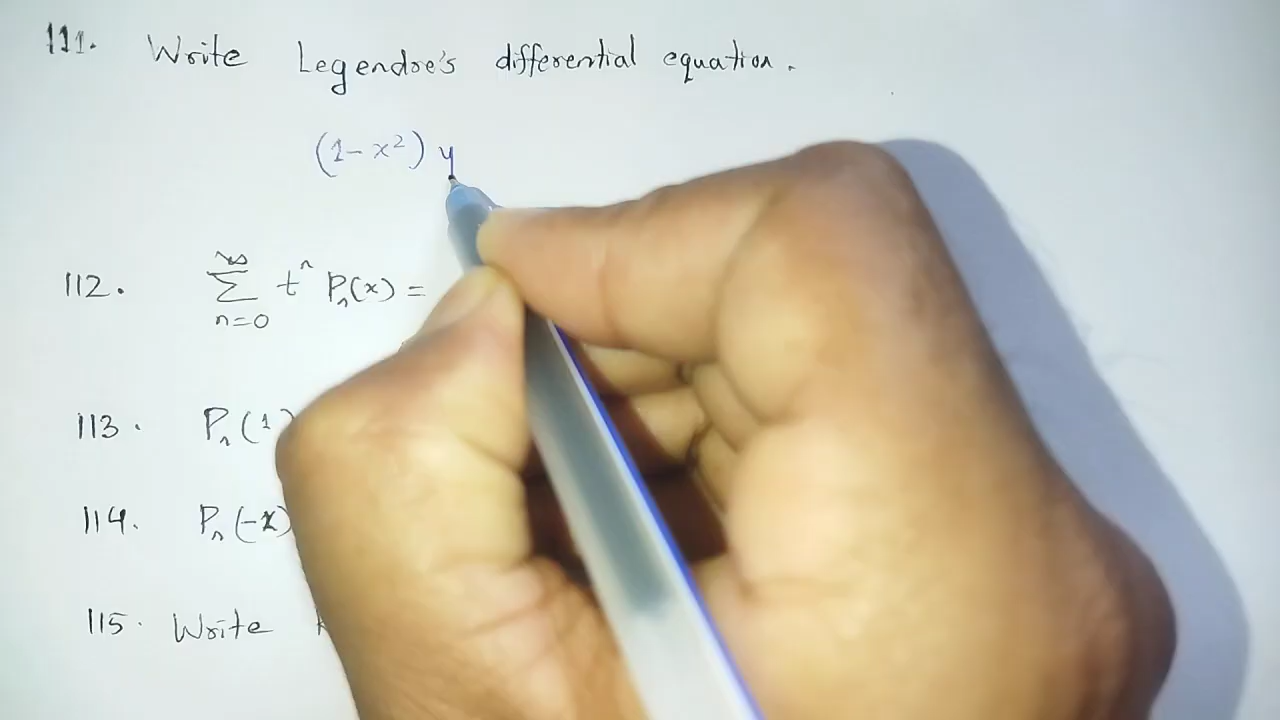 111. Write Legendre's differential equation.
(1-x²) y
112. ∞ ∑ n=0 tⁿ Pₙ(x) =
113. Pₙ(1)
114. Pₙ(-x)
115. Write